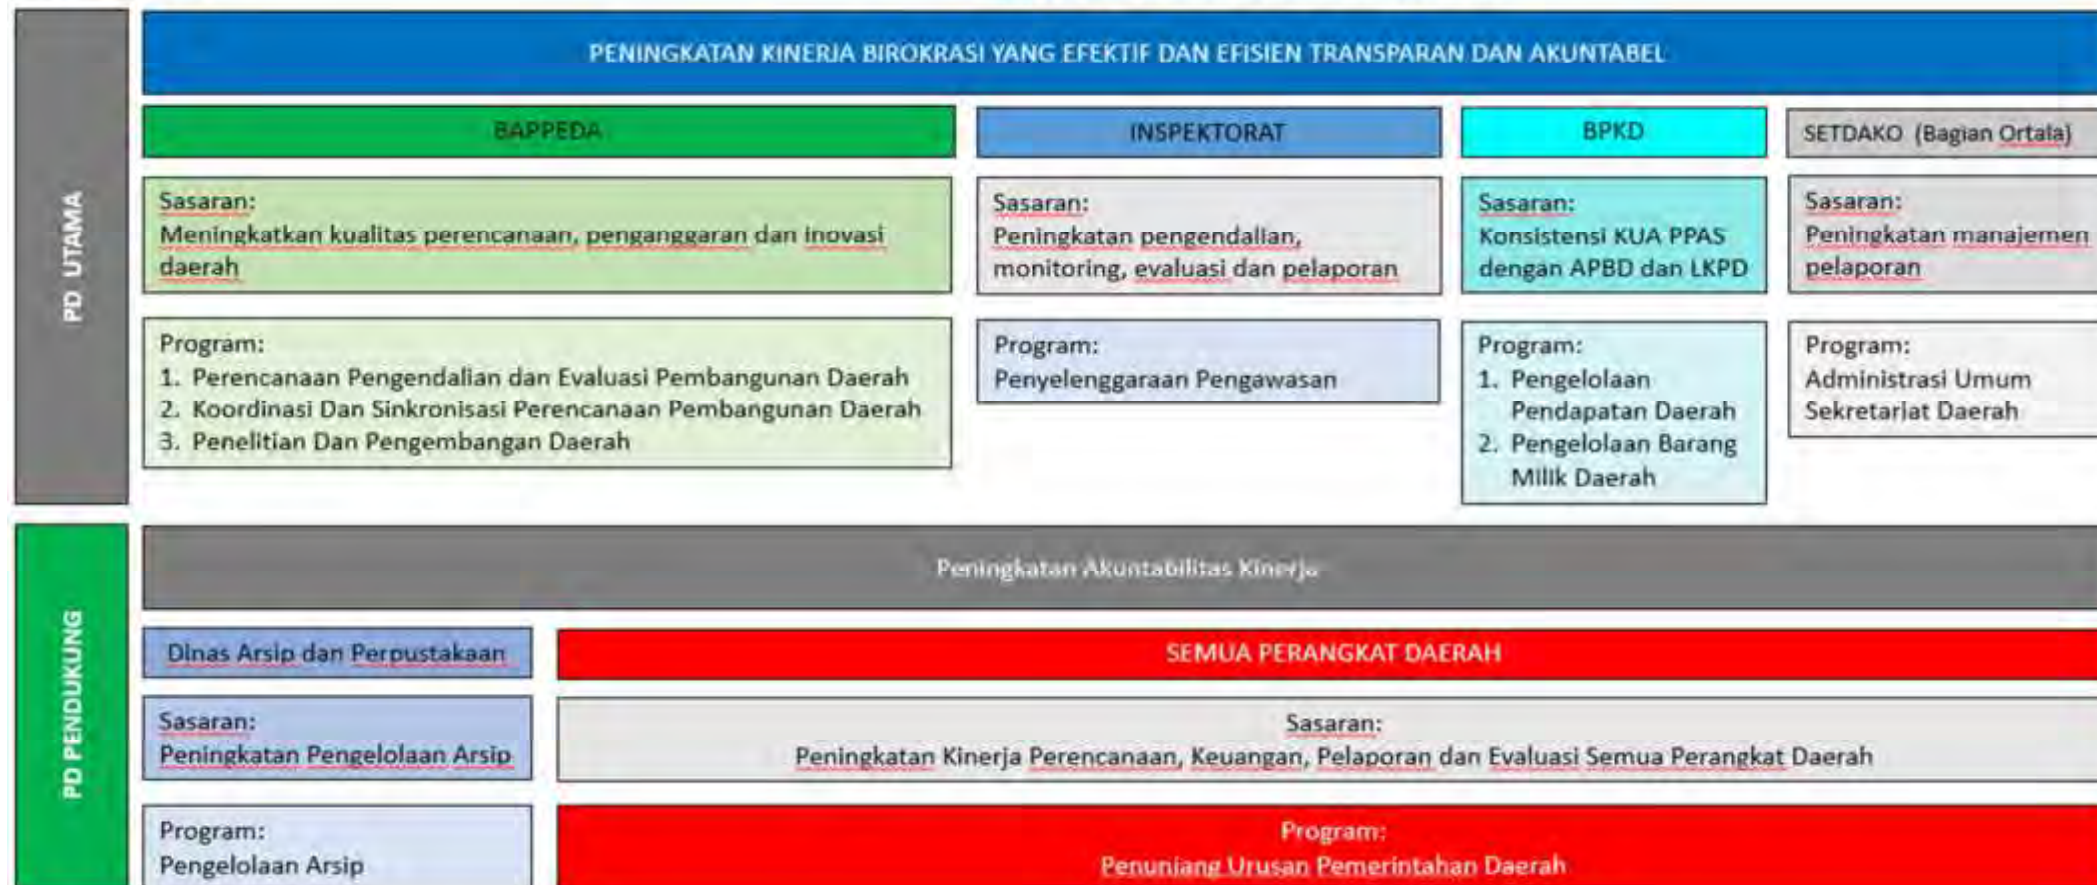 PENINGKATAN KINERJA BIROKRASI YANG EFEKTIF DAN EFISIEN TRANSPARAN DAN AKUNTABEL
PD UTAMA
BAPPEDA
Sasaran:
Meningkatkan kualitas perencanaan, penganggaran dan inovasi
daerah
Program:
1. Perencanaan Pengendalian dan Evaluasi Pembangunan Daerah
2. Koordinasi Dan Sinkronisasi Perencanaan Pembangunan Daerah
3. Penelitian Dan Pengembangan Daerah
INSPEKTORAT
Sasaran:
Peningkatan pengendalian,
monitoring, evaluasi dan pelaporan
Program:
Penyelenggaraan Pengawasan
BPKD
Sasaran:
Konsistensi KUA PPAS
dengan APBD dan LKPD
Program:
1. Pengelolaan
Pendapatan Daerah
2. Pengelolaan Barang
Milik Daerah
SETDAKO (Bagian Ortala)
Sasaran:
Peningkatan manajemen
pelaporan
Program:
Administrasi Umum
Sekretariat Daerah
PD PENDUKUNG
Peningkatan Akuntabilitas Kinerja
Dinas Arsip dan Perpustakaan
Sasaran:
Peningkatan Pengelolaan Arsip
Program:
Pengelolaan Arsip
SEMUA PERANGKAT DAERAH
Sasaran:
Peningkatan Kinerja Perencanaan, Keuangan, Pelaporan dan Evaluasi Semua Perangkat Daerah
Program:
Penunjang Urusan Pemerintahan Daerah